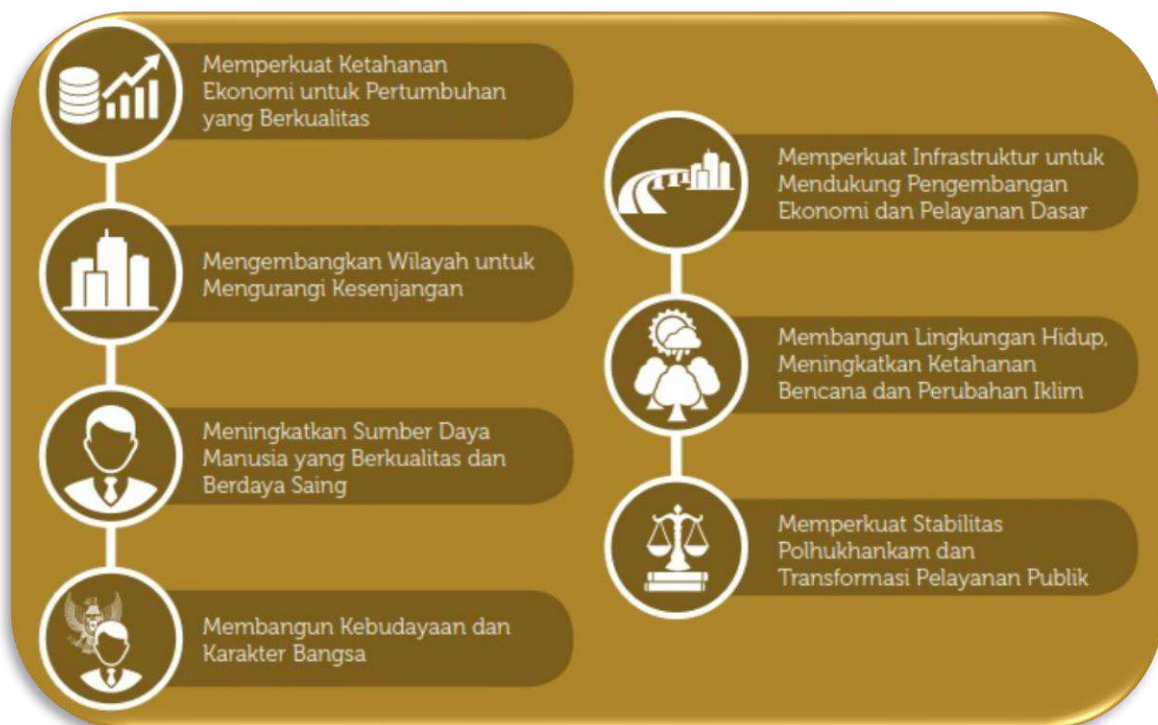 Memperkuat Ketahanan
Ekonomi untuk Pertumbuhan
yang Berkualitas
Mengembangkan Wilayah untuk
Mengurangi Kesenjangan
Meningkatkan Sumber Daya
Manusia yang Berkualitas dan
Berdaya Saing
Membangun Kebudayaan dan
Karakter Bangsa
Memperkuat Infrastruktur untuk
Mendukung Pengembangan
Ekonomi dan Pelayanan Dasar
Membangun Lingkungan Hidup,
Meningkatkan Ketahanan
Bencana dan Perubahan Iklim
Memperkuat Stabilitas
Polhukhankam dan
Transformasi Pelayanan Publik